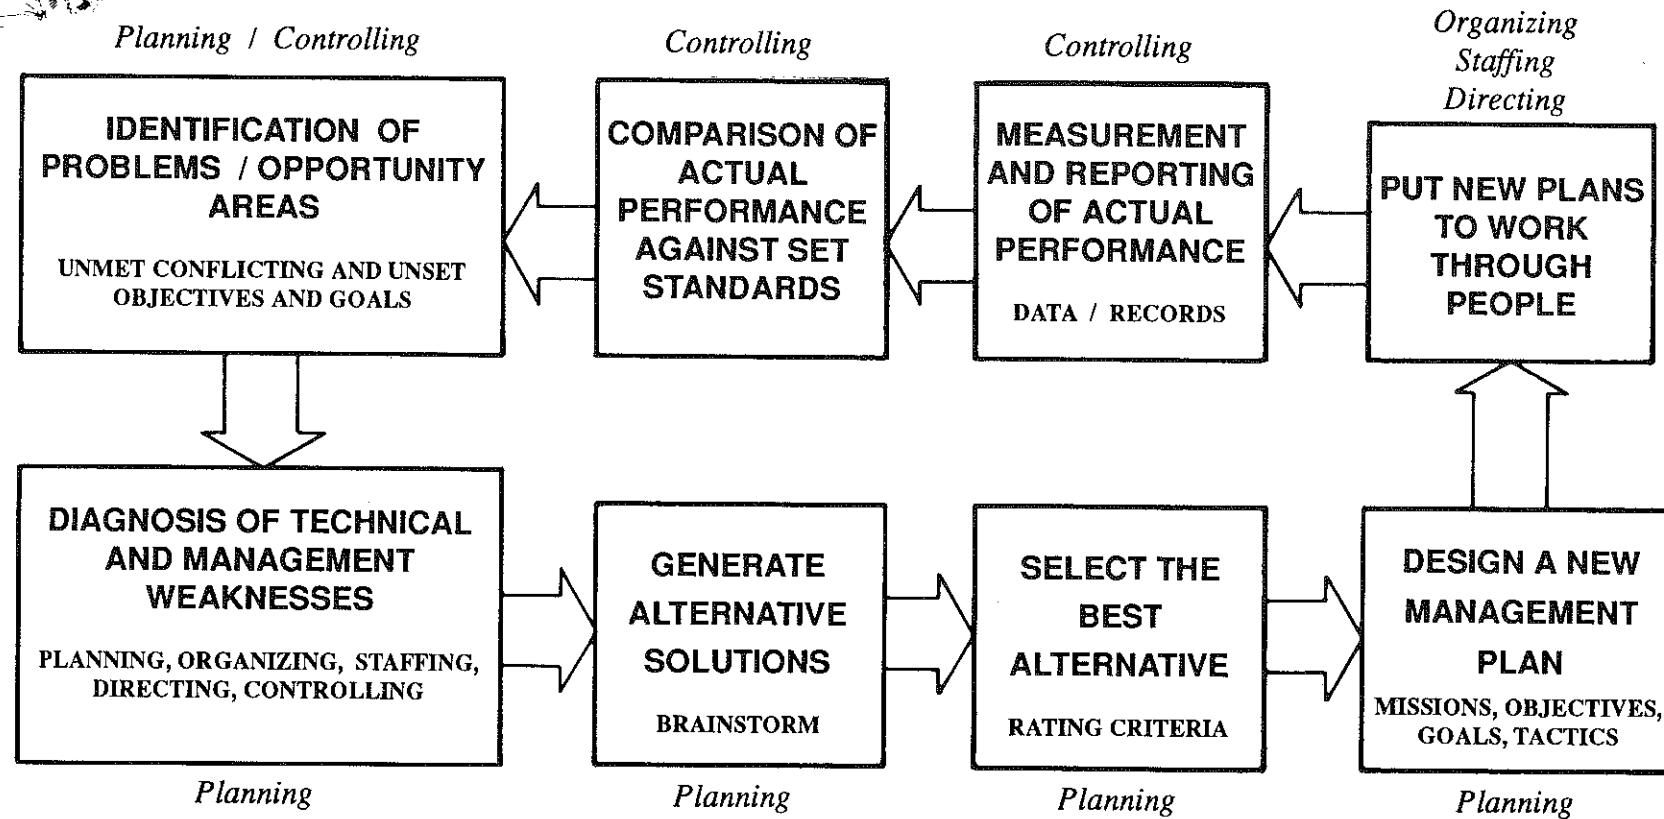 Planning / Controlling
IDENTIFICATION OF
PROBLEMS / OPPORTUNITY
AREAS
UNMET CONFLICTING AND UNSET
OBJECTIVES AND GOALS
Controlling
COMPARISON OF
ACTUAL
PERFORMANCE
AGAINST SET
STANDARDS
Controlling
MEASUREMENT
AND REPORTING
OF ACTUAL
PERFORMANCE
DATA / RECORDS
Organizing
Staffing
Directing
PUT NEW PLANS
TO WORK
THROUGH
PEOPLE
DIAGNOSIS OF TECHNICAL
AND MANAGEMENT
WEAKNESSES
PLANNING, ORGANIZING, STAFFING,
DIRECTING, CONTROLLING
Planning
GENERATE
ALTERNATIVE
SOLUTIONS
BRAINSTORM
Planning
SELECT THE
BEST
ALTERNATIVE
RATING CRITERIA
Planning
DESIGN A NEW
MANAGEMENT
PLAN
MISSIONS, OBJECTIVES,
GOALS, TACTICS
Planning